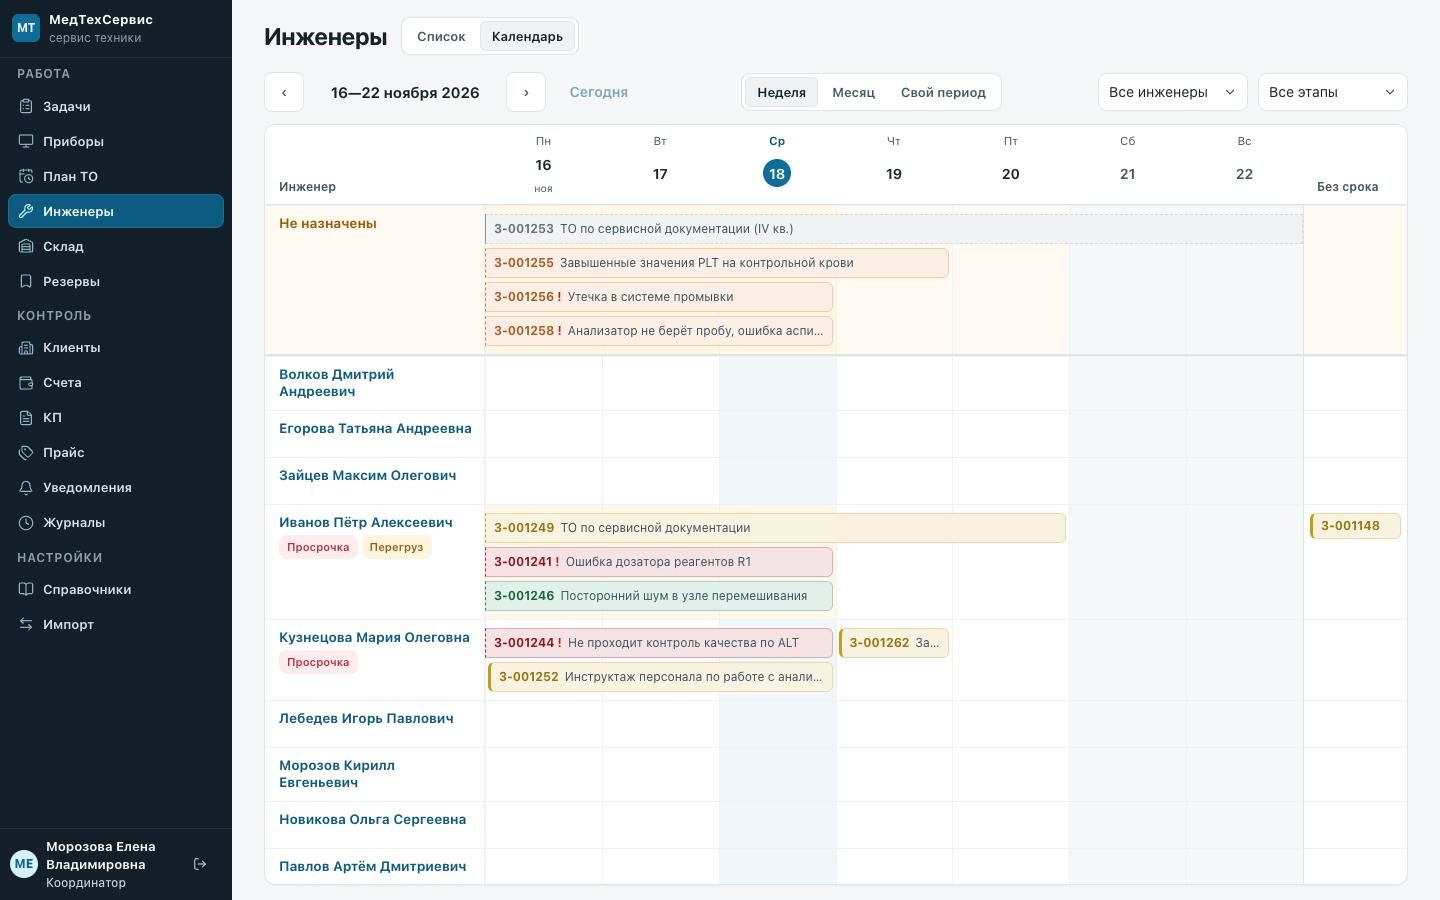 МТ
МедТехСервис
сервис техники
РАБОТА
Задачи
Приборы
План ТО
Инженеры
Склад
Резервы
КОНТРОЛЬ
Клиенты
Счета
КП
Прайс
Уведомления
Журналы
НАСТРОЙКИ
Справочники
Импорт
МЕ
Морозова Елена
Владимировна
Координатор
Инженеры
Список
Календарь
‹
16—22 ноября 2026
›
Сегодня
Неделя
Месяц
Свой период
Все инженеры
Все этапы
Инженер
Пн
16
ноя
Вт
17
Ср
18
Чт
19
Пт
20
Сб
21
Вс
22
Без срока
Не назначены
З-001253 ТО по сервисной документации (IV кв.)
З-001255 Завышенные значения PLT на контрольной крови
З-001256 ! Утечка в системе промывки
З-001258 ! Анализатор не берёт пробу, ошибка аспи...
Волков Дмитрий
Андреевич
Егорова Татьяна Андреевна
Зайцев Максим Олегович
Иванов Пётр Алексеевич
Просрочка
Перегруз
З-001249 ТО по сервисной документации
З-001148
З-001241 ! Ошибка дозатора реагентов R1
З-001246 Посторонний шум в узле перемешивания
Кузнецова Мария Олеговна
Просрочка
З-001244 ! Не проходит контроль качества по ALT
З-001262 За...
З-001252 Инструктаж персонала по работе с анали...
Лебедев Игорь Павлович
Морозов Кирилл
Евгеньевич
Новикова Ольга Сергеевна
Павлов Артём Дмитриевич